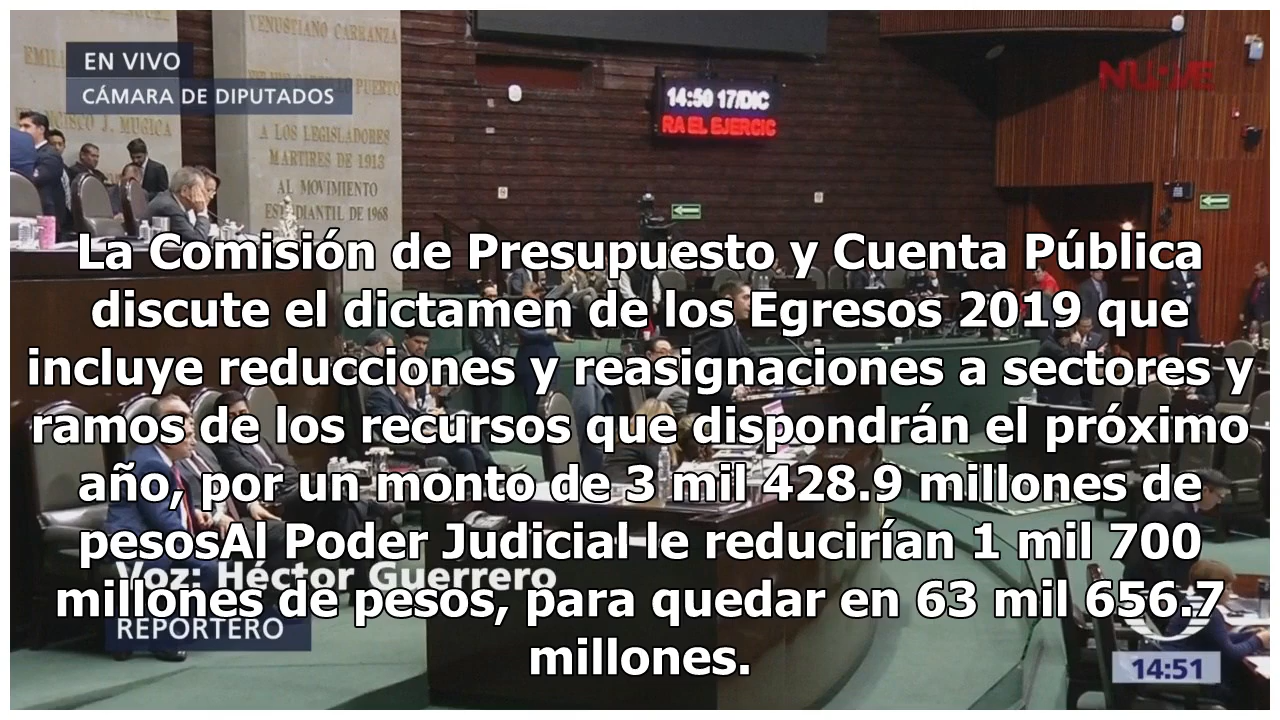 VENUSTIANO CARRANZA
EN VIVO
CÁMARA DE DIPUTADOS
PUERTO
CISCO J. MUGICA
A LOS LEGISLADORES
MARTIRES DE 1913
AL MOVIMIENTO
ESTUDIANTIL DE 1968
14:50 17/DIC
RA EL EJERCIC
La Comisión de Presupuesto y Cuenta Pública
discute el dictamen de los Egresos 2019 que
incluye reducciones y reasignaciones a sectores y
ramos de los recursos que dispondrán el próximo
año, por un monto de 3 mil 428.9 millones de
pesosAl Poder Judicial le reducirían 1 mil 700
millones de pesos, para quedar en 63 mil 656.7
millones.
Voz: Héctor Guerrero
REPORTERO
14:51